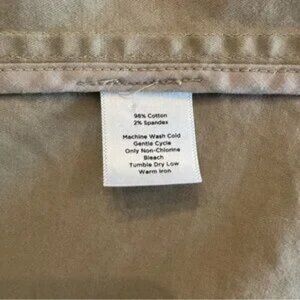 98% Cotton
2% Spandex
Machine Wash Cold
Gentle Cycle
Only Non-Chlorine
Bleach
Tumble Dry Low
Warm Iron